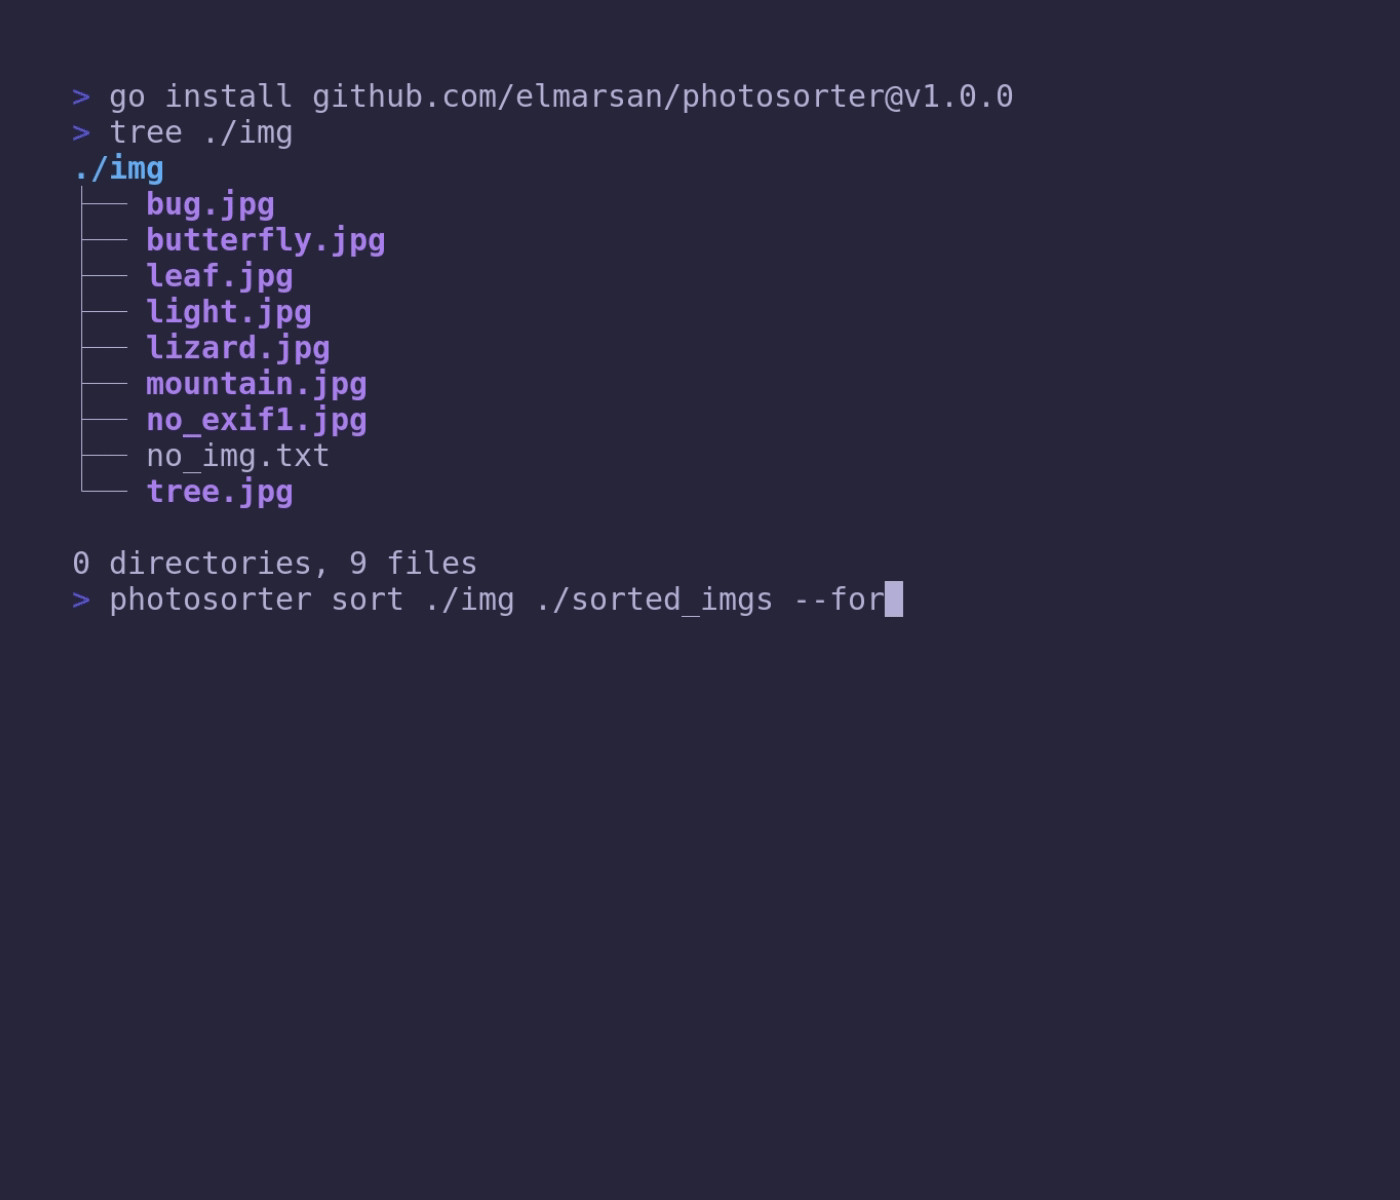 > go install github.com/elmarsan/photosorter@v1.0.0
> tree ./img
./img
├── bug.jpg
├── butterfly.jpg
├── leaf.jpg
├── light.jpg
├── lizard.jpg
├── mountain.jpg
├── no_exif1.jpg
├── no_img.txt
└── tree.jpg
0 directories, 9 files
> photosorter sort ./img ./sorted_imgs --for